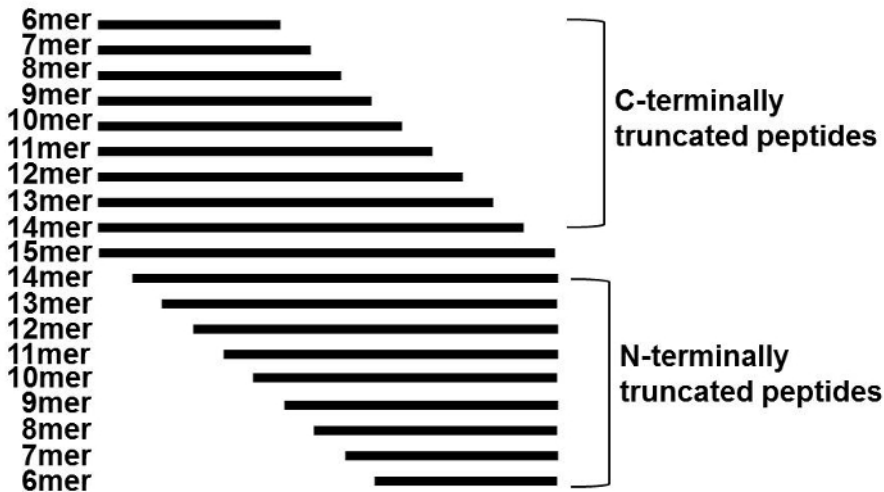 6mer
7mer
8mer
9mer
10mer
11mer
12mer
13mer
14mer
15mer
14mer
13mer
12mer
11mer
10mer
9mer
8mer
7mer
6mer
C-terminally
truncated peptides
N-terminally
truncated peptides